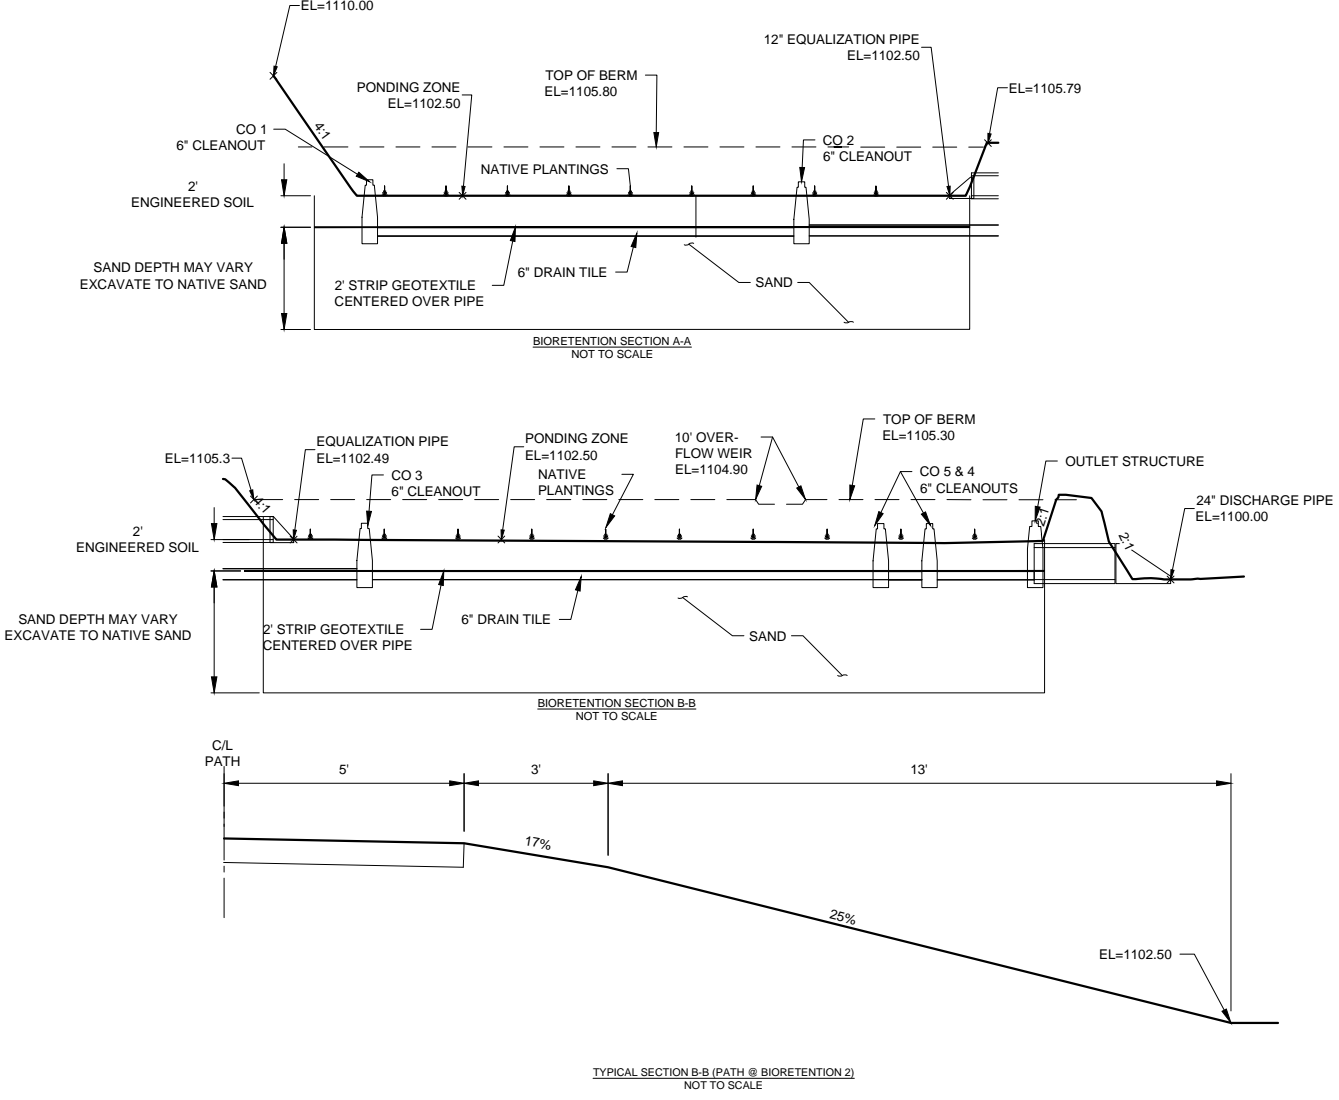 EL=1110.00
12" EQUALIZATION PIPE
EL=1102.50
TOP OF BERM
EL=1105.80
PONDING ZONE
EL=1102.50
EL=1105.79
4:1
CO 1
6" CLEANOUT
CO 2
6" CLEANOUT
NATIVE PLANTINGS
2'
ENGINEERED SOIL
SAND DEPTH MAY VARY
EXCAVATE TO NATIVE SAND
2' STRIP GEOTEXTILE
CENTERED OVER PIPE
6" DRAIN TILE
SAND
BIORETENTION SECTION A-A
NOT TO SCALE
EL=1105.3
EQUALIZATION PIPE
EL=1102.49
CO 3
6" CLEANOUT
PONDING ZONE
EL=1102.50
NATIVE
PLANTINGS
10' OVER-
FLOW WEIR
EL=1104.90
TOP OF BERM
EL=1105.30
CO 5 & 4
6" CLEANOUTS
OUTLET STRUCTURE
24" DISCHARGE PIPE
EL=1100.00
4:1
2:1
2:1
2'
ENGINEERED SOIL
SAND DEPTH MAY VARY
EXCAVATE TO NATIVE SAND
2' STRIP GEOTEXTILE
CENTERED OVER PIPE
6" DRAIN TILE
SAND
BIORETENTION SECTION B-B
NOT TO SCALE
C/L
PATH
5'
3'
13'
17%
25%
EL=1102.50
TYPICAL SECTION B-B (PATH @ BIORETENTION 2)
NOT TO SCALE